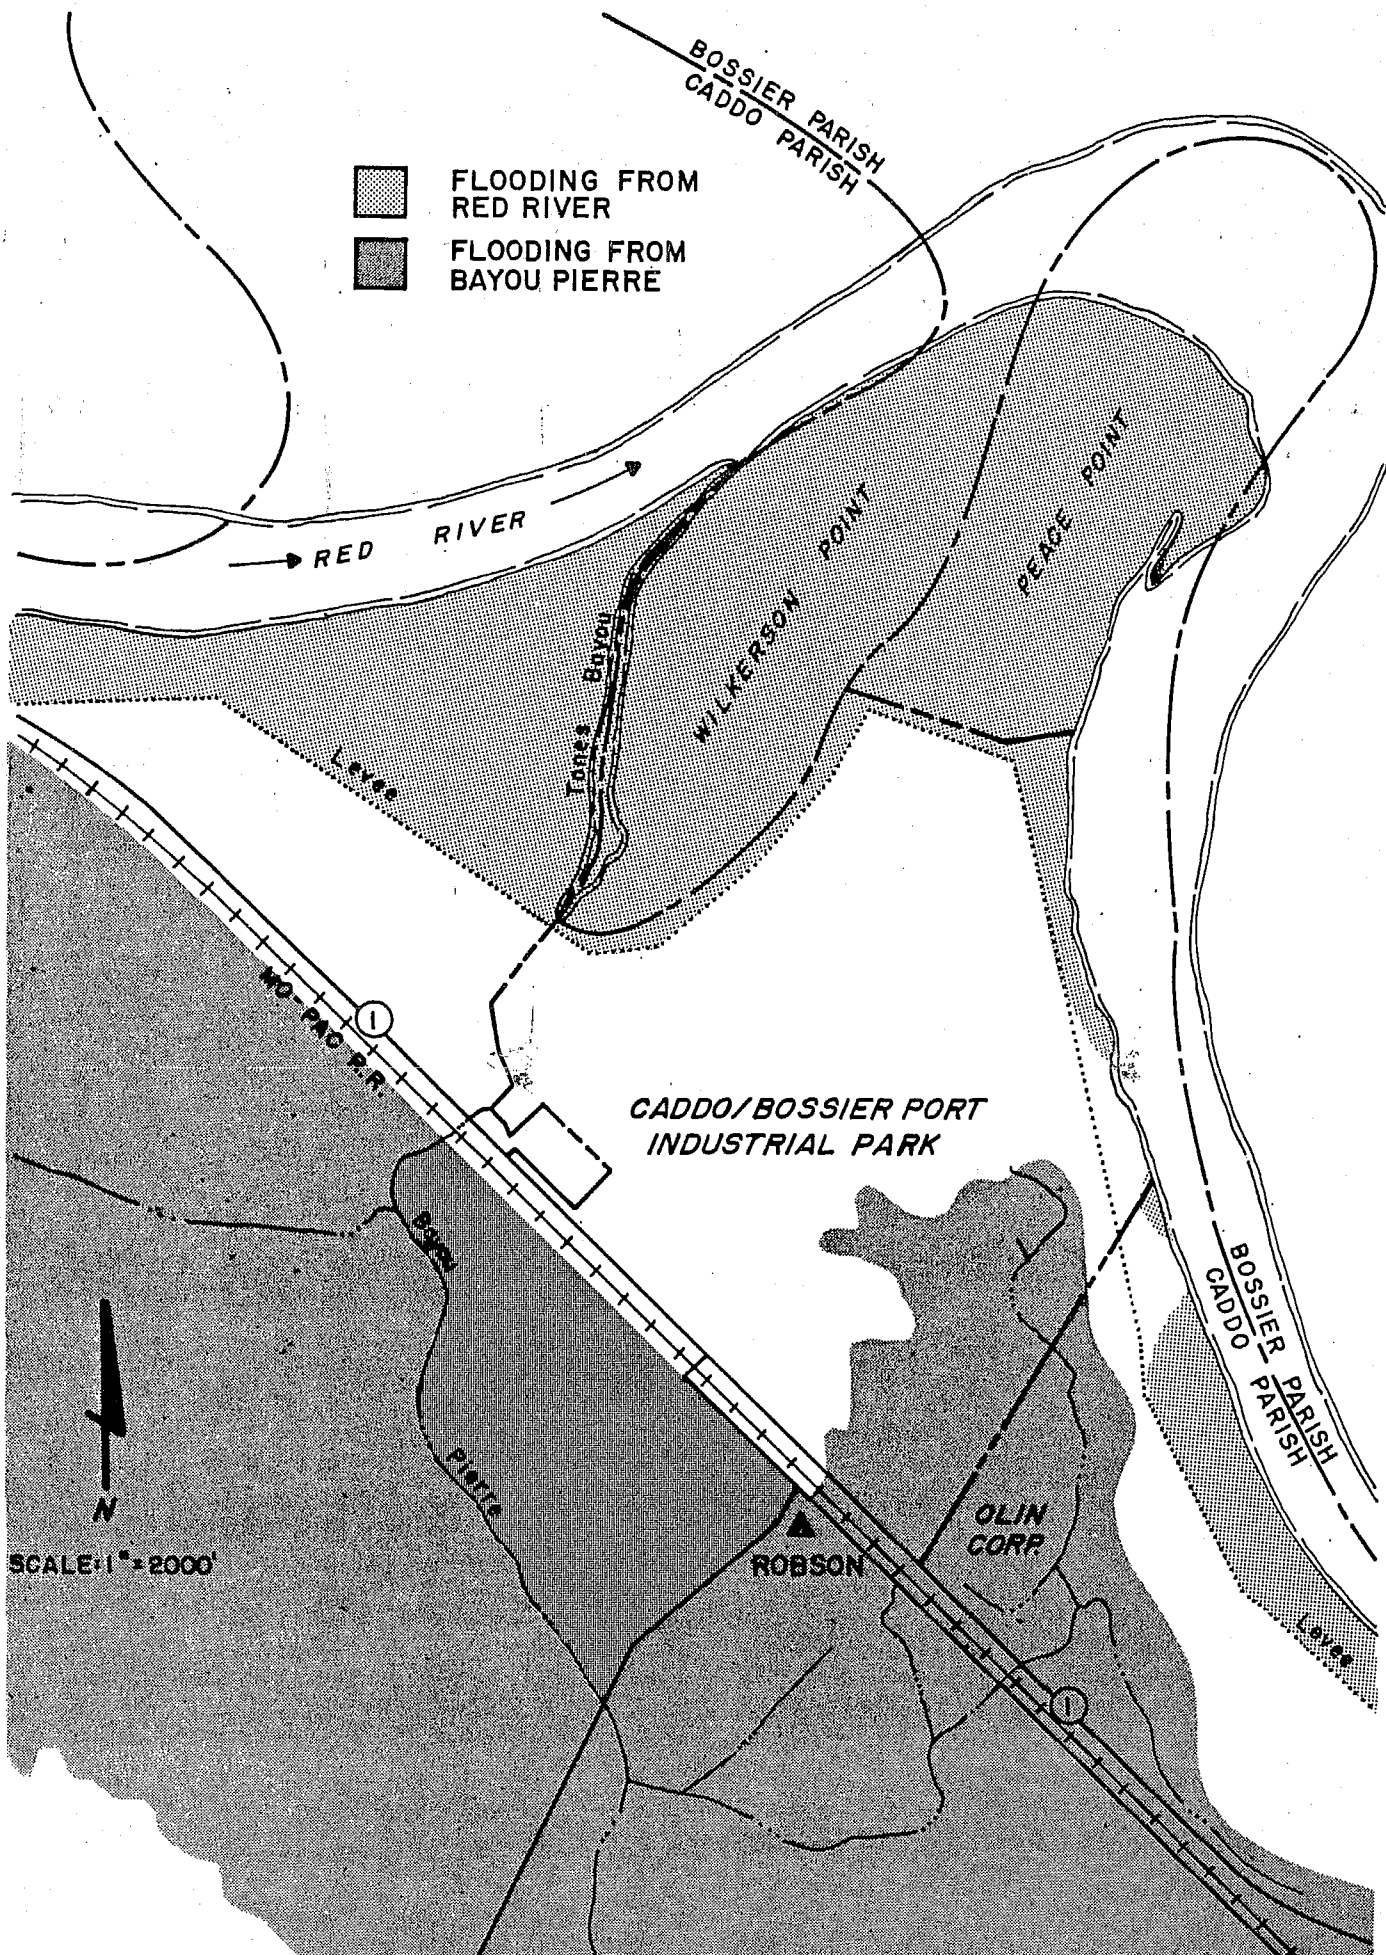 BOSSIER PARISH
CADDO PARISH
FLOODING FROM
RED RIVER
FLOODING FROM
BAYOU PIERRE
RED RIVER
WILKERSON POINT
PEACE POINT
Tones Bayou
Levee
MO-PAC R.R.
1
CADDO/BOSSIER PORT
INDUSTRIAL PARK
Bayou
Pierre
BOSSIER PARISH
CADDO PARISH
N
SCALE: 1" = 2000'
ROBSON
OLIN
CORP.
Levee
1